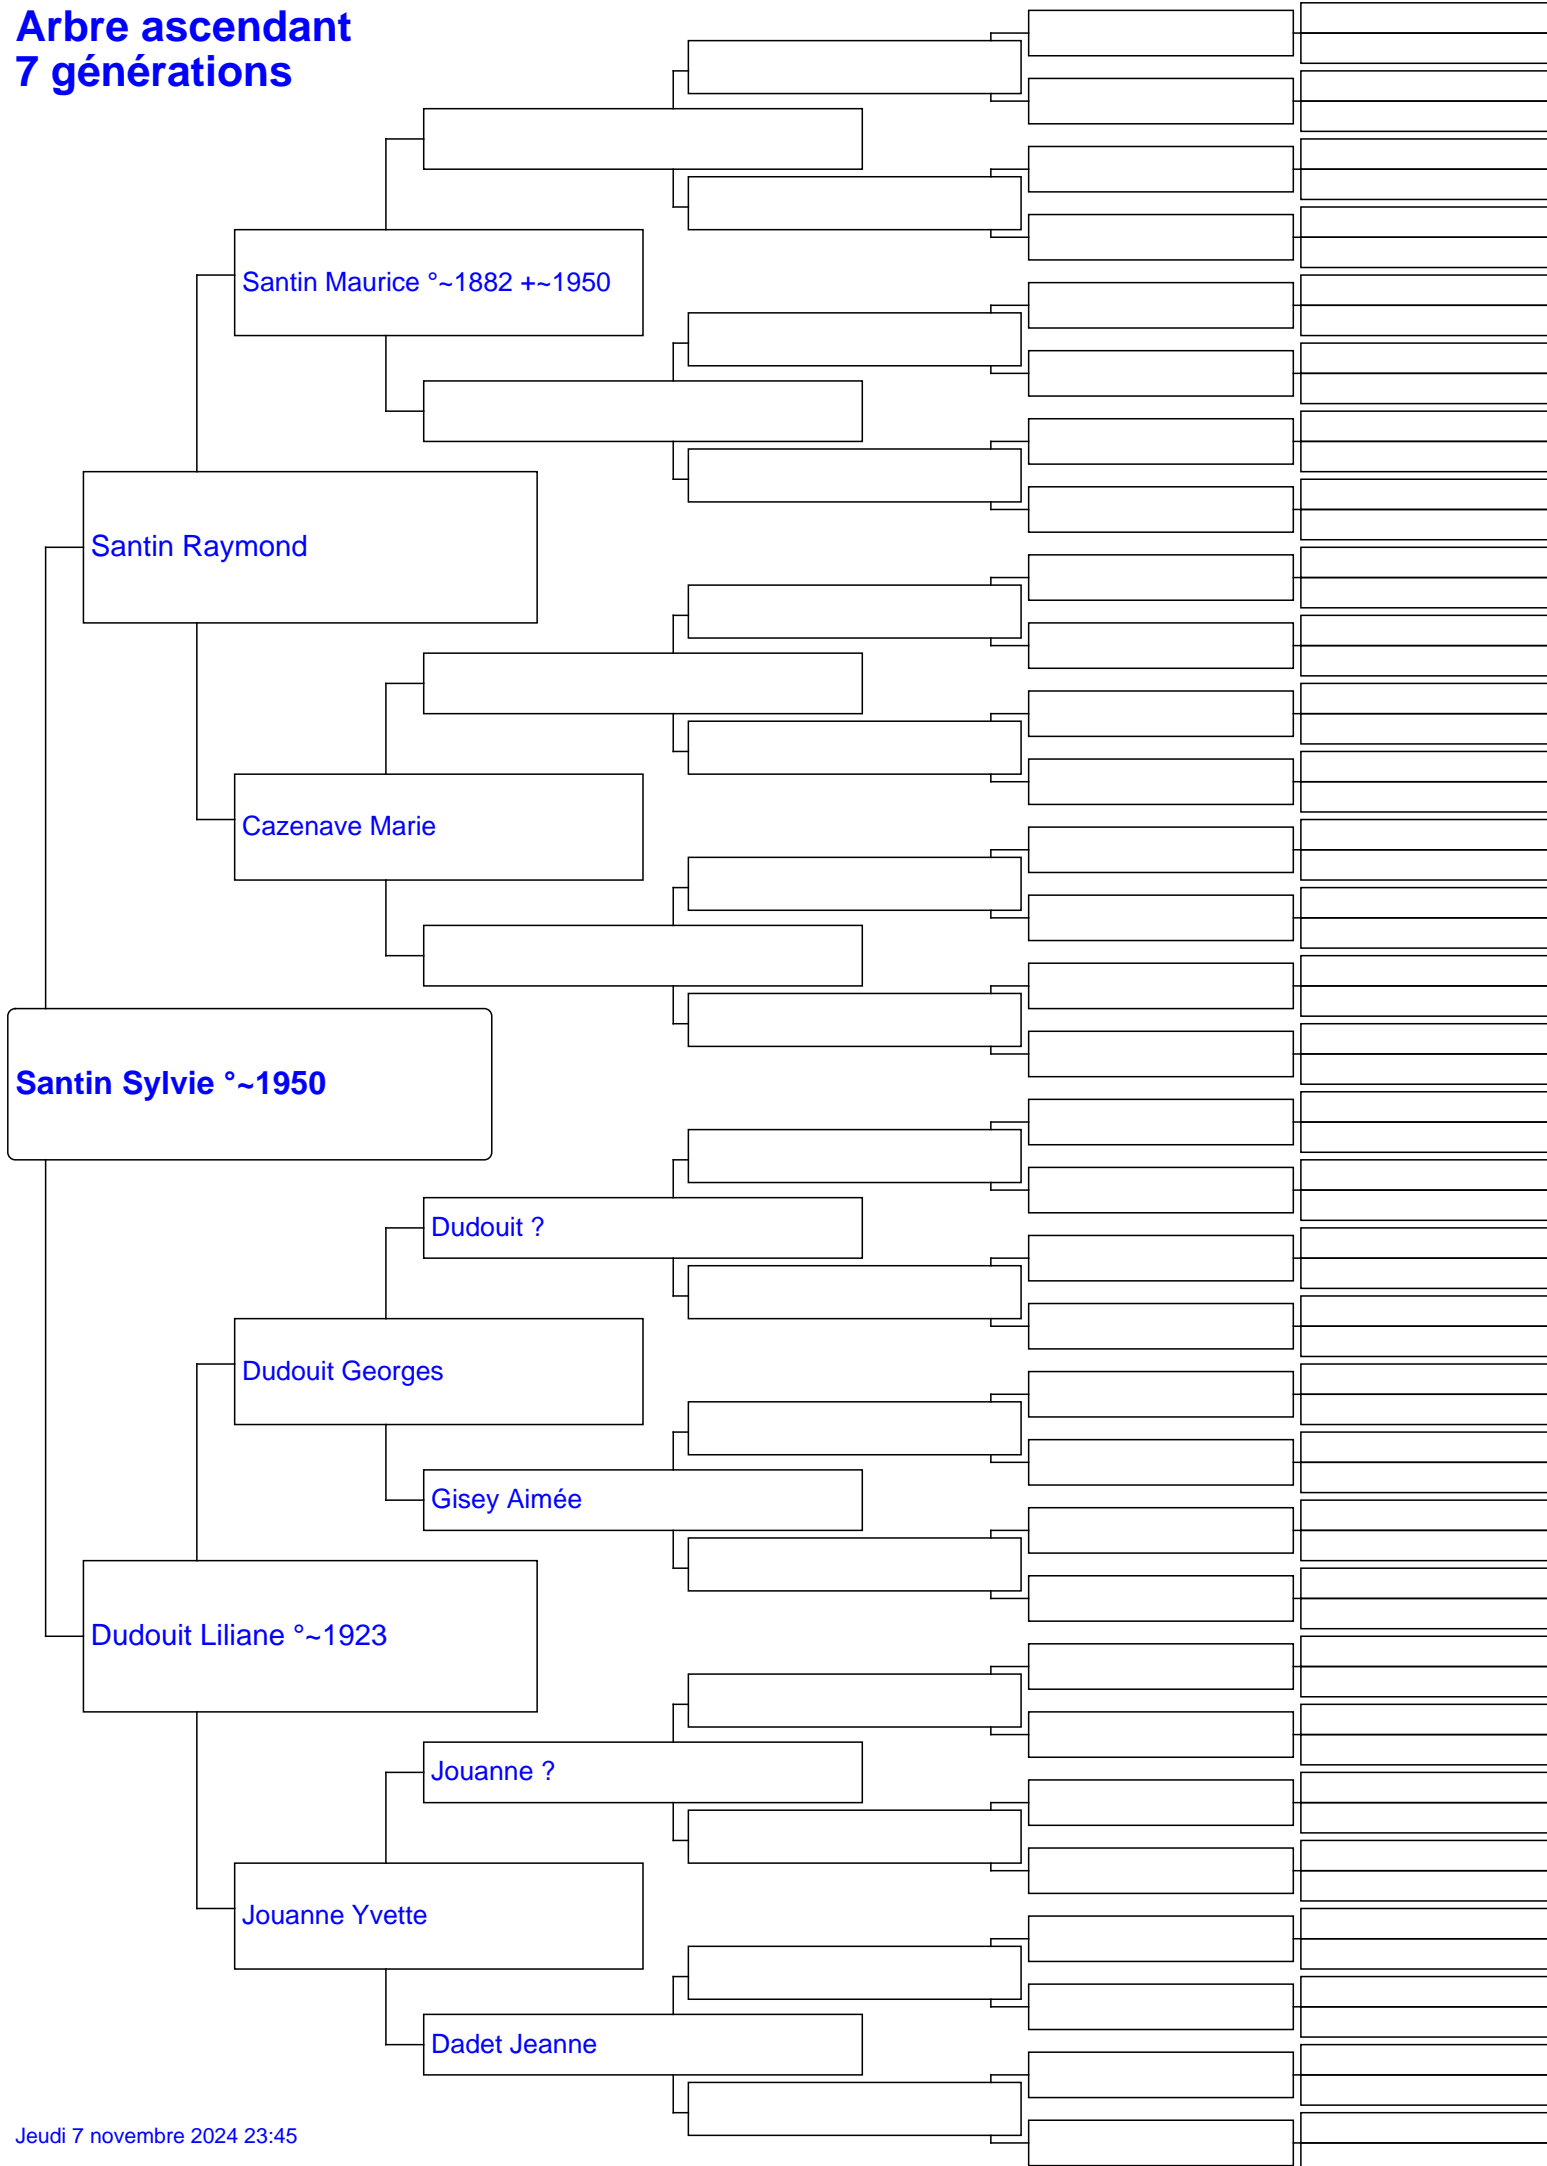 Arbre ascendant
7 générations
Santin Maurice °~1882 +~1950
Santin Raymond
Cazenave Marie
Santin Sylvie °~1950
Dudouit ?
Dudouit Georges
Gisey Aimée
Dudouit Liliane °~1923
Jouanne ?
Jouanne Yvette
Dadet Jeanne
Jeudi 7 novembre 2024 23:45